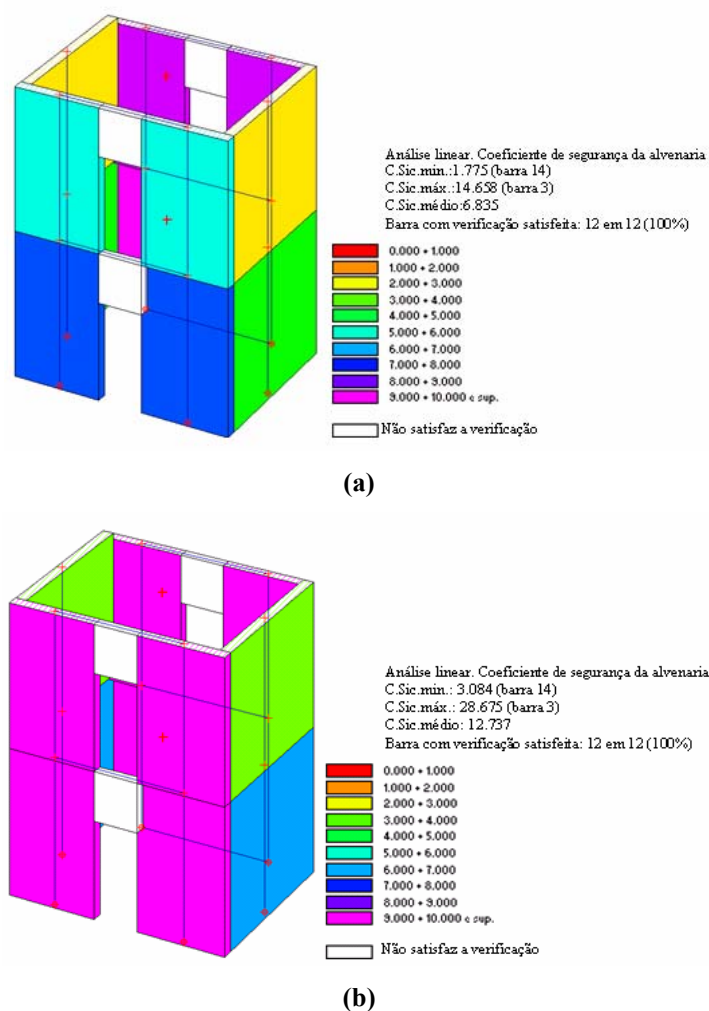 Análise linear. Coeficiente de segurança da alvenaria
C.Sic.min.:1.775 (barra 14)
C.Sic.máx.:14.658 (barra 3)
C.Sic.médio:6.835
Barra com verificação satisfeita: 12 em 12 (100%)
0.000 ÷ 1.000
1.000 ÷ 2.000
2.000 ÷ 3.000
3.000 ÷ 4.000
4.000 ÷ 5.000
5.000 ÷ 6.000
6.000 ÷ 7.000
7.000 ÷ 8.000
8.000 ÷ 9.000
9.000 ÷ 10.000 e sup.
Não satisfaz a verificação
(a)
Análise linear. Coeficiente de segurança da alvenaria
C.Sic.min.: 3.084 (barra 14)
C.Sic.máx.: 28.675 (barra 3)
C.Sic.médio: 12.737
Barra com verificação satisfeita: 12 em 12 (100%)
0.000 ÷ 1.000
1.000 ÷ 2.000
2.000 ÷ 3.000
3.000 ÷ 4.000
4.000 ÷ 5.000
5.000 ÷ 6.000
6.000 ÷ 7.000
7.000 ÷ 8.000
8.000 ÷ 9.000
9.000 ÷ 10.000 e sup.
Não satisfaz a verificação
(b)